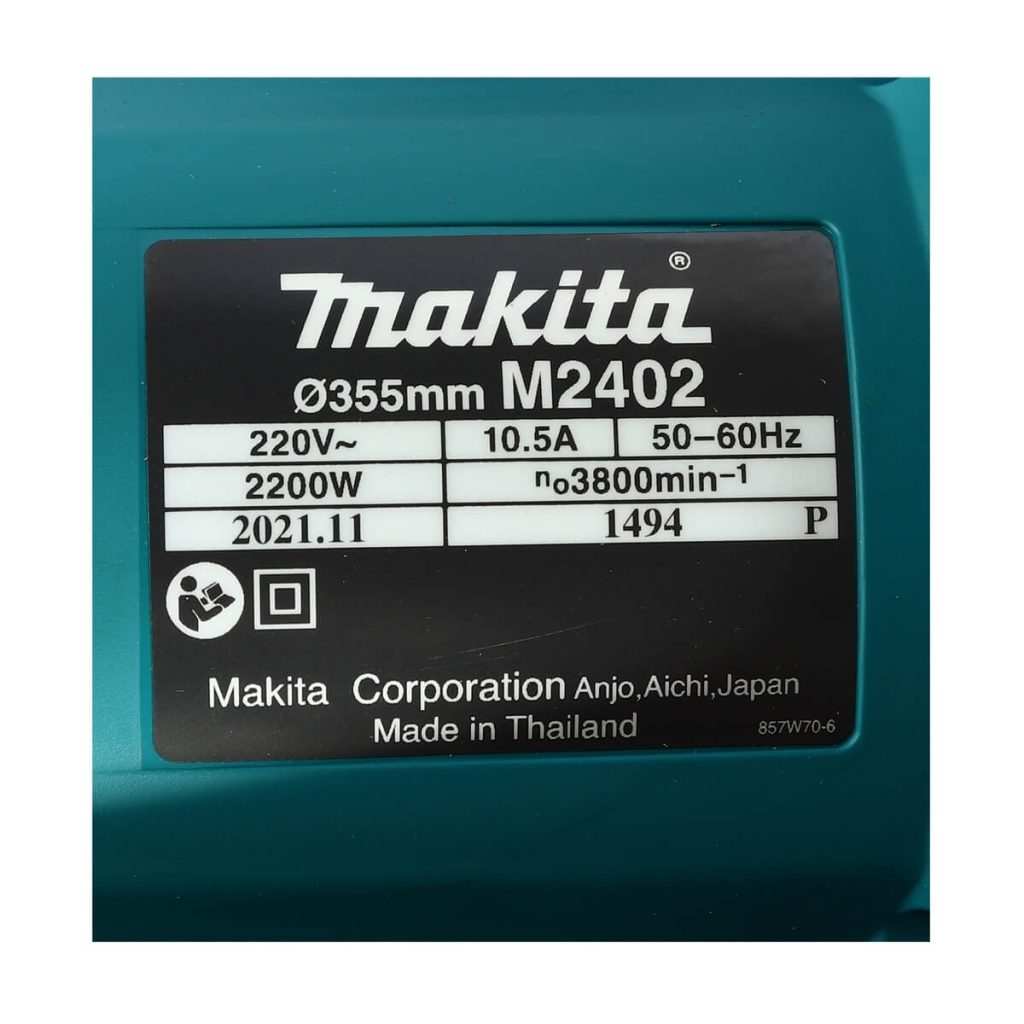 makita ®
Ø355mm M2402
220V~ 10.5A 50-60Hz
2200W n₀3800min⁻¹
2021.11 1494 P
Makita Corporation Anjo,Aichi,Japan
Made in Thailand
857W70-6